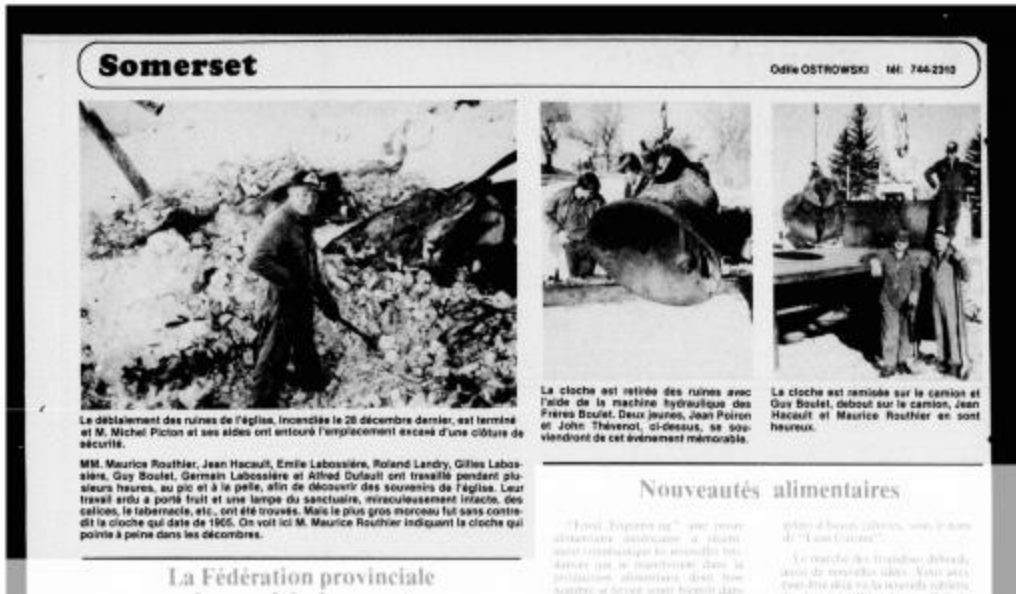 Somerset
Odile OSTROWSKI tél: 744-2310
Le déblaiement des ruines de l'église, incendiée le 28 décembre dernier, est terminé
et M. Michel Picton et ses aides ont entouré l'emplacement excavé d'une clôture de
sécurité.
MM. Maurice Routhier, Jean Hacault, Emile Labossière, Roland Landry, Gilles Labos-
sière, Guy Boulet, Germain Labossière et Alfred Dufault ont travaillé pendant plu-
sieurs heures, au pic et à la pelle, afin de découvrir des souvenirs de l'église. Leur
travail ardu a porté fruit et une lampe du sanctuaire, miraculeusement intacte, des
calices, le tabernacle, etc., ont été trouvés. Mais le plus gros morceau fut sans contre-
dit la cloche qui date de 1905. On voit ici M. Maurice Routhier indiquant la cloche qui
pointe à peine dans les décombres.
La cloche est retirée des ruines avec
l'aide de la machine hydraulique des
Frères Boulet. Deux jeunes, Jean Poiron
et John Thévenot, ci-dessus, se sou-
viendront de cet événement mémorable.
La cloche est remisée sur le camion et
Guy Boulet, debout sur le camion, Jean
Hacault et Maurice Routhier en sont
heureux.
La Fédération provinciale
Nouveautés alimentaires